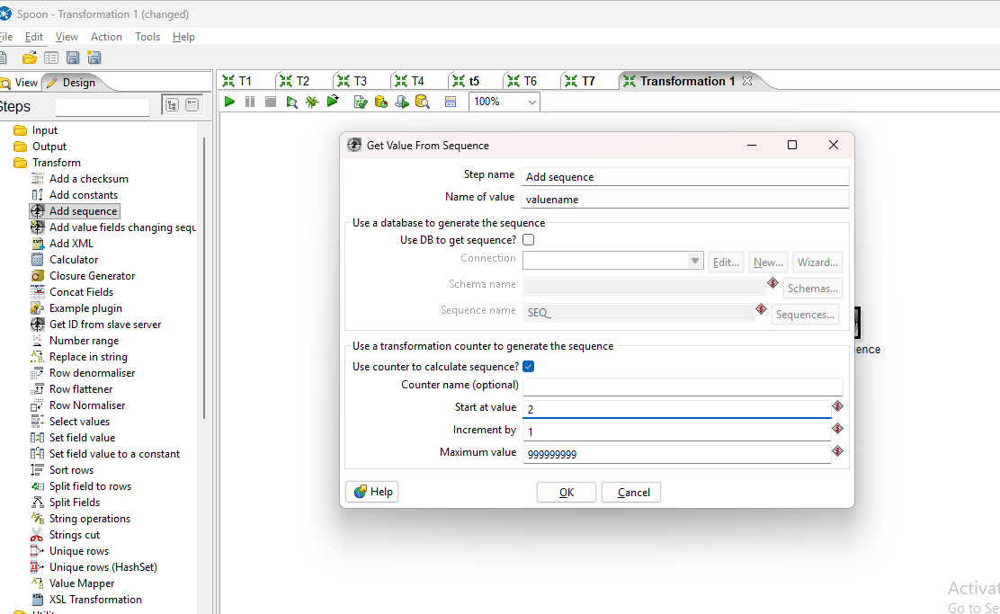 Spoon - Transformation 1 (changed)
File Edit View Action Tools Help
View Design
T1 T2 T3 T4 t5 T6 T7 Transformation 1
Steps
100%
Input
Output
Transform
Add a checksum
Add constants
Add sequence
Add value fields changing sequ
Add XML
Calculator
Closure Generator
Concat Fields
Example plugin
Get ID from slave server
Number range
Replace in string
Row denormaliser
Row flattener
Row Normaliser
Select values
Set field value
Set field value to a constant
Sort rows
Split field to rows
Split Fields
String operations
Strings cut
Unique rows
Unique rows (HashSet)
Value Mapper
XSL Transformation
Get Value From Sequence
Step name Add sequence
Name of value valuename
Use a database to generate the sequence
Use DB to get sequence?
Connection Edit... New... Wizard...
Schema name Schemas...
Sequence name SEQ_ Sequences...
Use a transformation counter to generate the sequence
Use counter to calculate sequence?
Counter name (optional)
Start at value 2
Increment by 1
Maximum value 999999999
Help OK Cancel
ence
Activat
Go to Se